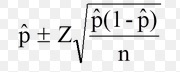 p̂ ± Z√(p̂(1-p̂)/n)